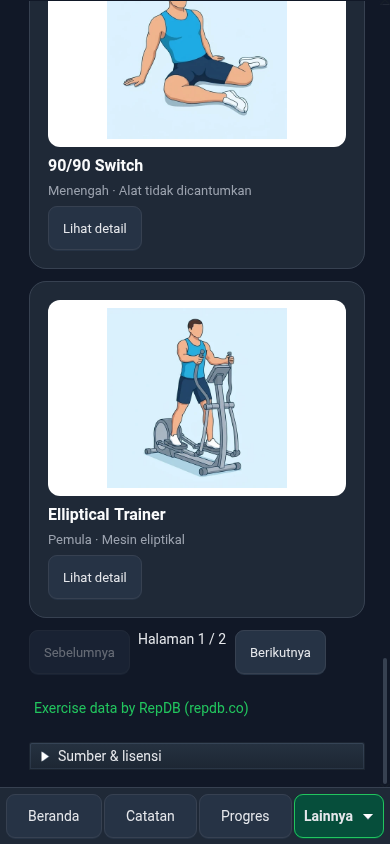 90/90 Switch
Menengah · Alat tidak dicantumkan
Lihat detail
Elliptical Trainer
Pemula · Mesin eliptikal
Lihat detail
Sebelumnya Halaman 1 / 2 Berikutnya
Exercise data by RepDB (repdb.co)
Sumber & lisensi
Beranda Catatan Progres Lainnya